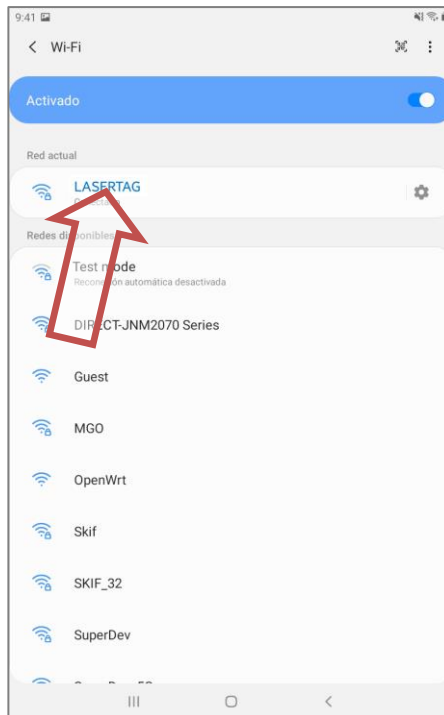 9:41
Wi-Fi
Activado
Red actual
LASERTAG
Redes disponibles
Test mode
automática desactivada
DIRECT-JNM2070 Series
Guest
MGO
OpenWrt
Skif
SKIF_32
SuperDev